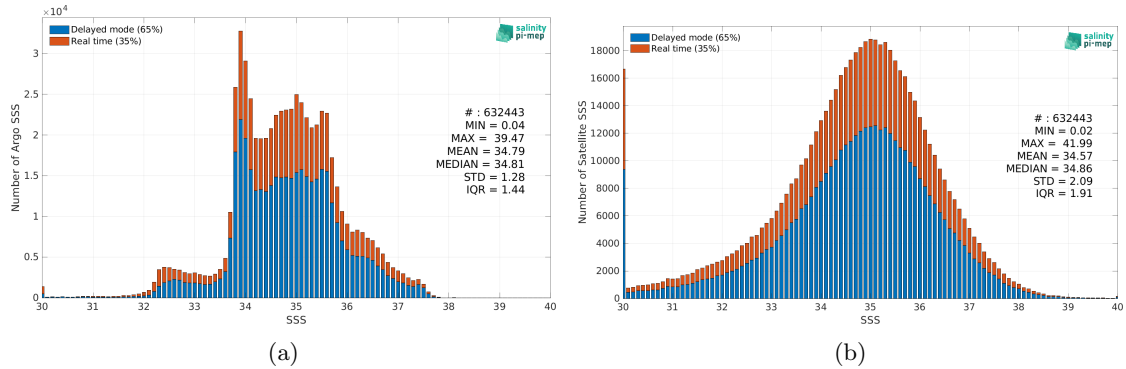 ×10^4
Delayed mode (65%)
Real time (35%)
salinity
pi-mep
Number of Argo SSS
3
2.5
2
1.5
1
0.5
0
# : 632443
MIN = 0.04
MAX = 39.47
MEAN = 34.79
MEDIAN = 34.81
STD = 1.28
IQR = 1.44
30 31 32 33 34 35 36 37 38 39 40
SSS
(a)
Delayed mode (65%)
Real time (35%)
salinity
pi-mep
Number of Satellite SSS
18000
16000
14000
12000
10000
8000
6000
4000
2000
0
# : 632443
MIN = 0.02
MAX = 41.99
MEAN = 34.57
MEDIAN = 34.86
STD = 2.09
IQR = 1.91
30 31 32 33 34 35 36 37 38 39 40
SSS
(b)